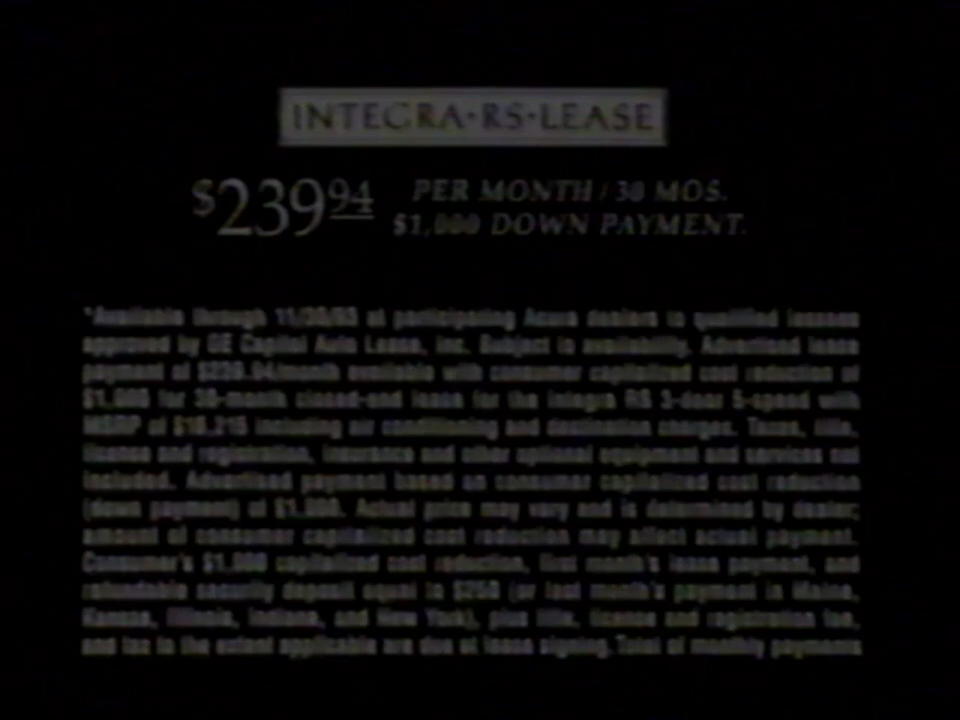 INTEGRA·RS·LEASE
$239.94 PER MONTH / 30 MOS.
$1,000 DOWN PAYMENT.
*Available through at participating Acura dealers to qualified lessees
approved by GE Capital Auto Lease, Inc. Subject to availability. Advertised lease
payment of $239.94/month available with consumer capitalized cost reduction of
for 30-month closed-end lease for the Integra RS 3-door 5-speed with
MSRP of including air conditioning and destination charges. Taxes, title,
license and registration, insurance and other optional equipment and services not
included. Advertised payment based on consumer capitalized cost reduction
(down payment) of $1,000. Actual price may vary and is determined by dealer;
amount of consumer capitalized cost reduction may affect actual payment.
Consumer's $1,000 capitalized cost reduction, first month's lease payment, and
refundable security deposit equal to $250 (or last month's payment in Maine,
Kansas, Illinois, Indiana, and New York), plus title, license and registration fee,
and tax to the extent applicable are due at lease signing. Total of monthly payments